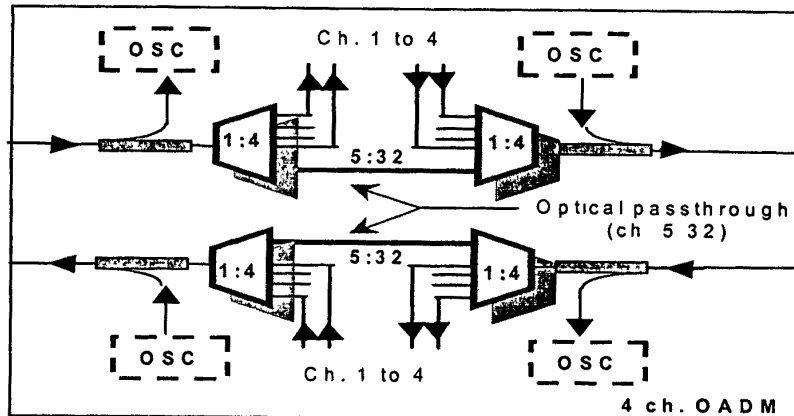 OSC
Ch. 1 to 4
OSC
1:4
1:4
5:32
Optical passthrough
(ch 5 32)
1:4
5:32
1:4
OSC
Ch. 1 to 4
OSC
4 ch. OADM